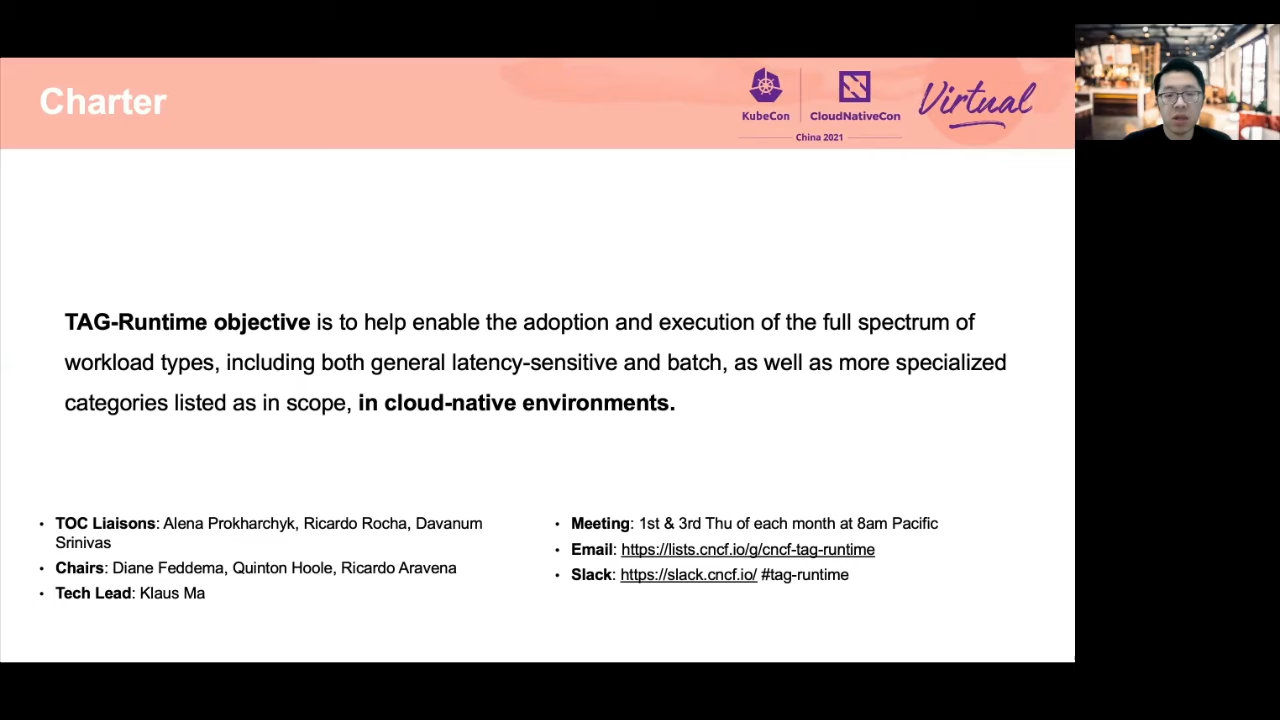 Charter
KubeCon
CloudNativeCon
China 2021
Virtual
TAG-Runtime objective is to help enable the adoption and execution of the full spectrum of
workload types, including both general latency-sensitive and batch, as well as more specialized
categories listed as in scope, in cloud-native environments.
• TOC Liaisons: Alena Prokharchyk, Ricardo Rocha, Davanum
Srinivas
• Chairs: Diane Feddema, Quinton Hoole, Ricardo Aravena
• Tech Lead: Klaus Ma
• Meeting: 1st & 3rd Thu of each month at 8am Pacific
• Email: https://lists.cncf.io/g/cncf-tag-runtime
• Slack: https://slack.cncf.io/ #tag-runtime